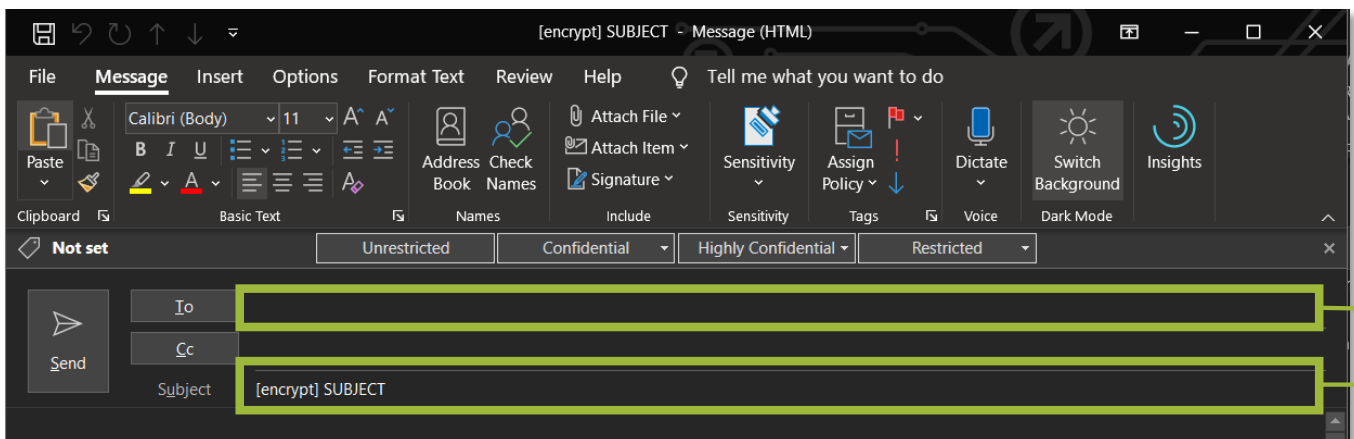 [encrypt] SUBJECT - Message (HTML)
File Message Insert Options Format Text Review Help Tell me what you want to do
Calibri (Body) 11 A A
Attach File
B I U
Attach Item
Paste
Address Book
Check Names
Signature
Sensitivity
Assign Policy
Dictate
Switch Background
Insights
A A
Clipboard Basic Text Names Include Sensitivity Tags Voice Dark Mode
Not set Unrestricted Confidential Highly Confidential Restricted
To
Cc
Send
Subject [encrypt] SUBJECT